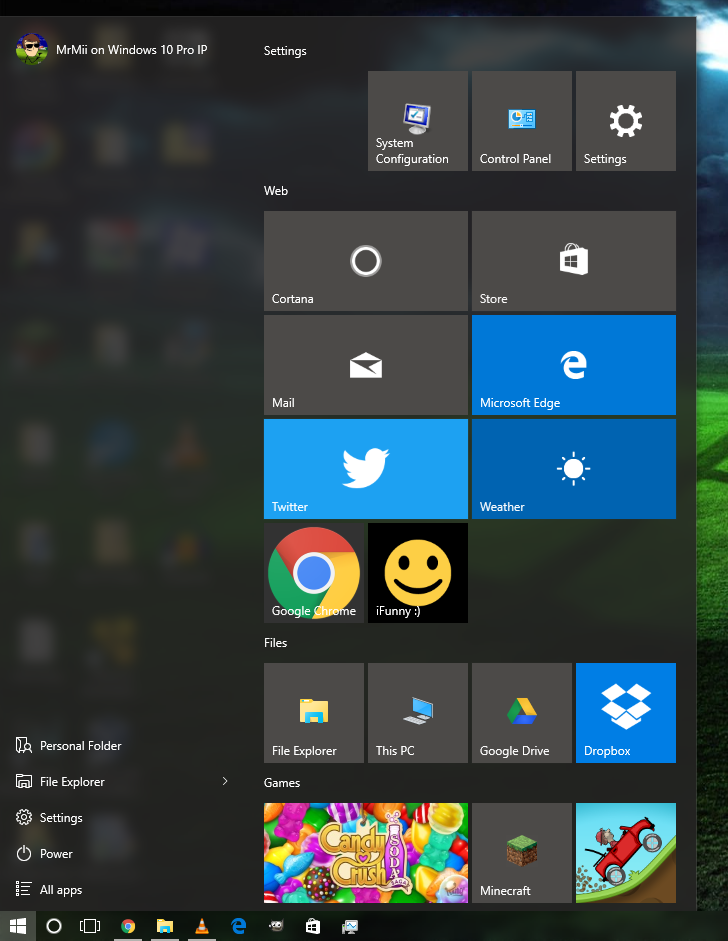 MrMii on Windows 10 Pro IP
Settings
System
Configuration
Control Panel
Settings
Web
Cortana
Store
Mail
Microsoft Edge
Twitter
Weather
Google Chrome
iFunny :)
Files
File Explorer
This PC
Google Drive
Dropbox
Games
Candy
Crush
SODA
SAGA
Minecraft
Personal Folder
File Explorer
Settings
Power
All apps